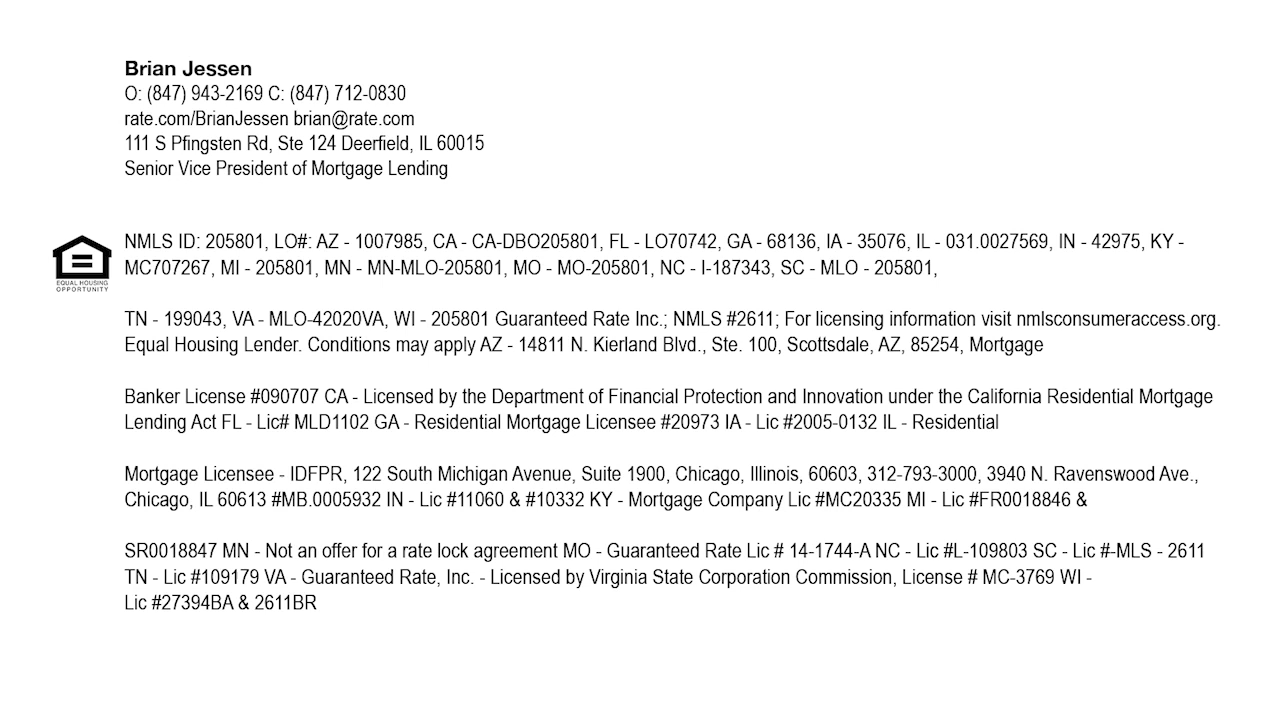 Brian Jessen
O: (847) 943-2169 C: (847) 712-0830
rate.com/BrianJessen brian@rate.com
111 S Pfingsten Rd, Ste 124 Deerfield, IL 60015
Senior Vice President of Mortgage Lending
NMLS ID: 205801, LO#: AZ - 1007985, CA - CA-DBO205801, FL - LO70742, GA - 68136, IA - 35076, IL - 031.0027569, IN - 42975, KY -
MC707267, MI - 205801, MN - MN-MLO-205801, MO - MO-205801, NC - I-187343, SC - MLO - 205801,
EQUAL HOUSING
OPPORTUNITY
TN - 199043, VA - MLO-42020VA, WI - 205801 Guaranteed Rate Inc.; NMLS #2611; For licensing information visit nmlsconsumeraccess.org.
Equal Housing Lender. Conditions may apply AZ - 14811 N. Kierland Blvd., Ste. 100, Scottsdale, AZ, 85254, Mortgage
Banker License #090707 CA - Licensed by the Department of Financial Protection and Innovation under the California Residential Mortgage
Lending Act FL - Lic# MLD1102 GA - Residential Mortgage Licensee #20973 IA - Lic #2005-0132 IL - Residential
Mortgage Licensee - IDFPR, 122 South Michigan Avenue, Suite 1900, Chicago, Illinois, 60603, 312-793-3000, 3940 N. Ravenswood Ave.,
Chicago, IL 60613 #MB.0005932 IN - Lic #11060 & #10332 KY - Mortgage Company Lic #MC20335 MI - Lic #FR0018846 &
SR0018847 MN - Not an offer for a rate lock agreement MO - Guaranteed Rate Lic # 14-1744-A NC - Lic #L-109803 SC - Lic #-MLS - 2611
TN - Lic #109179 VA - Guaranteed Rate, Inc. - Licensed by Virginia State Corporation Commission, License # MC-3769 WI -
Lic #27394BA & 2611BR